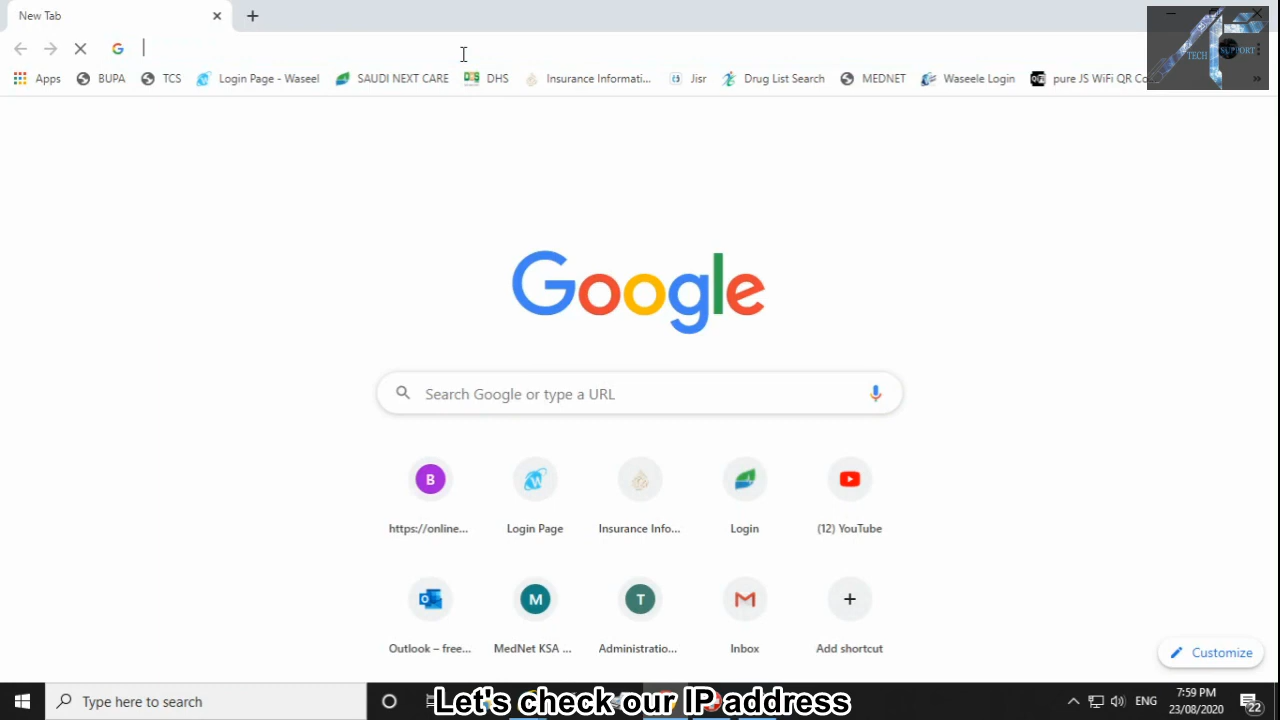 New Tab
Apps BUPA TCS Login Page - Waseel SAUDI NEXT CARE DHS Insurance Informati... Jisr Drug List Search MEDNET Waseele Login pure JS WiFi QR Co
TECH SUPPORT
Google
Search Google or type a URL
B
https://online... Login Page Insurance Info... Login (12) YouTube
M T
Outlook – free... MedNet KSA ... Administratio... Inbox Add shortcut
Customize
Type here to search
Let's check our IP address
ENG
7:59 PM
23/08/2020
22